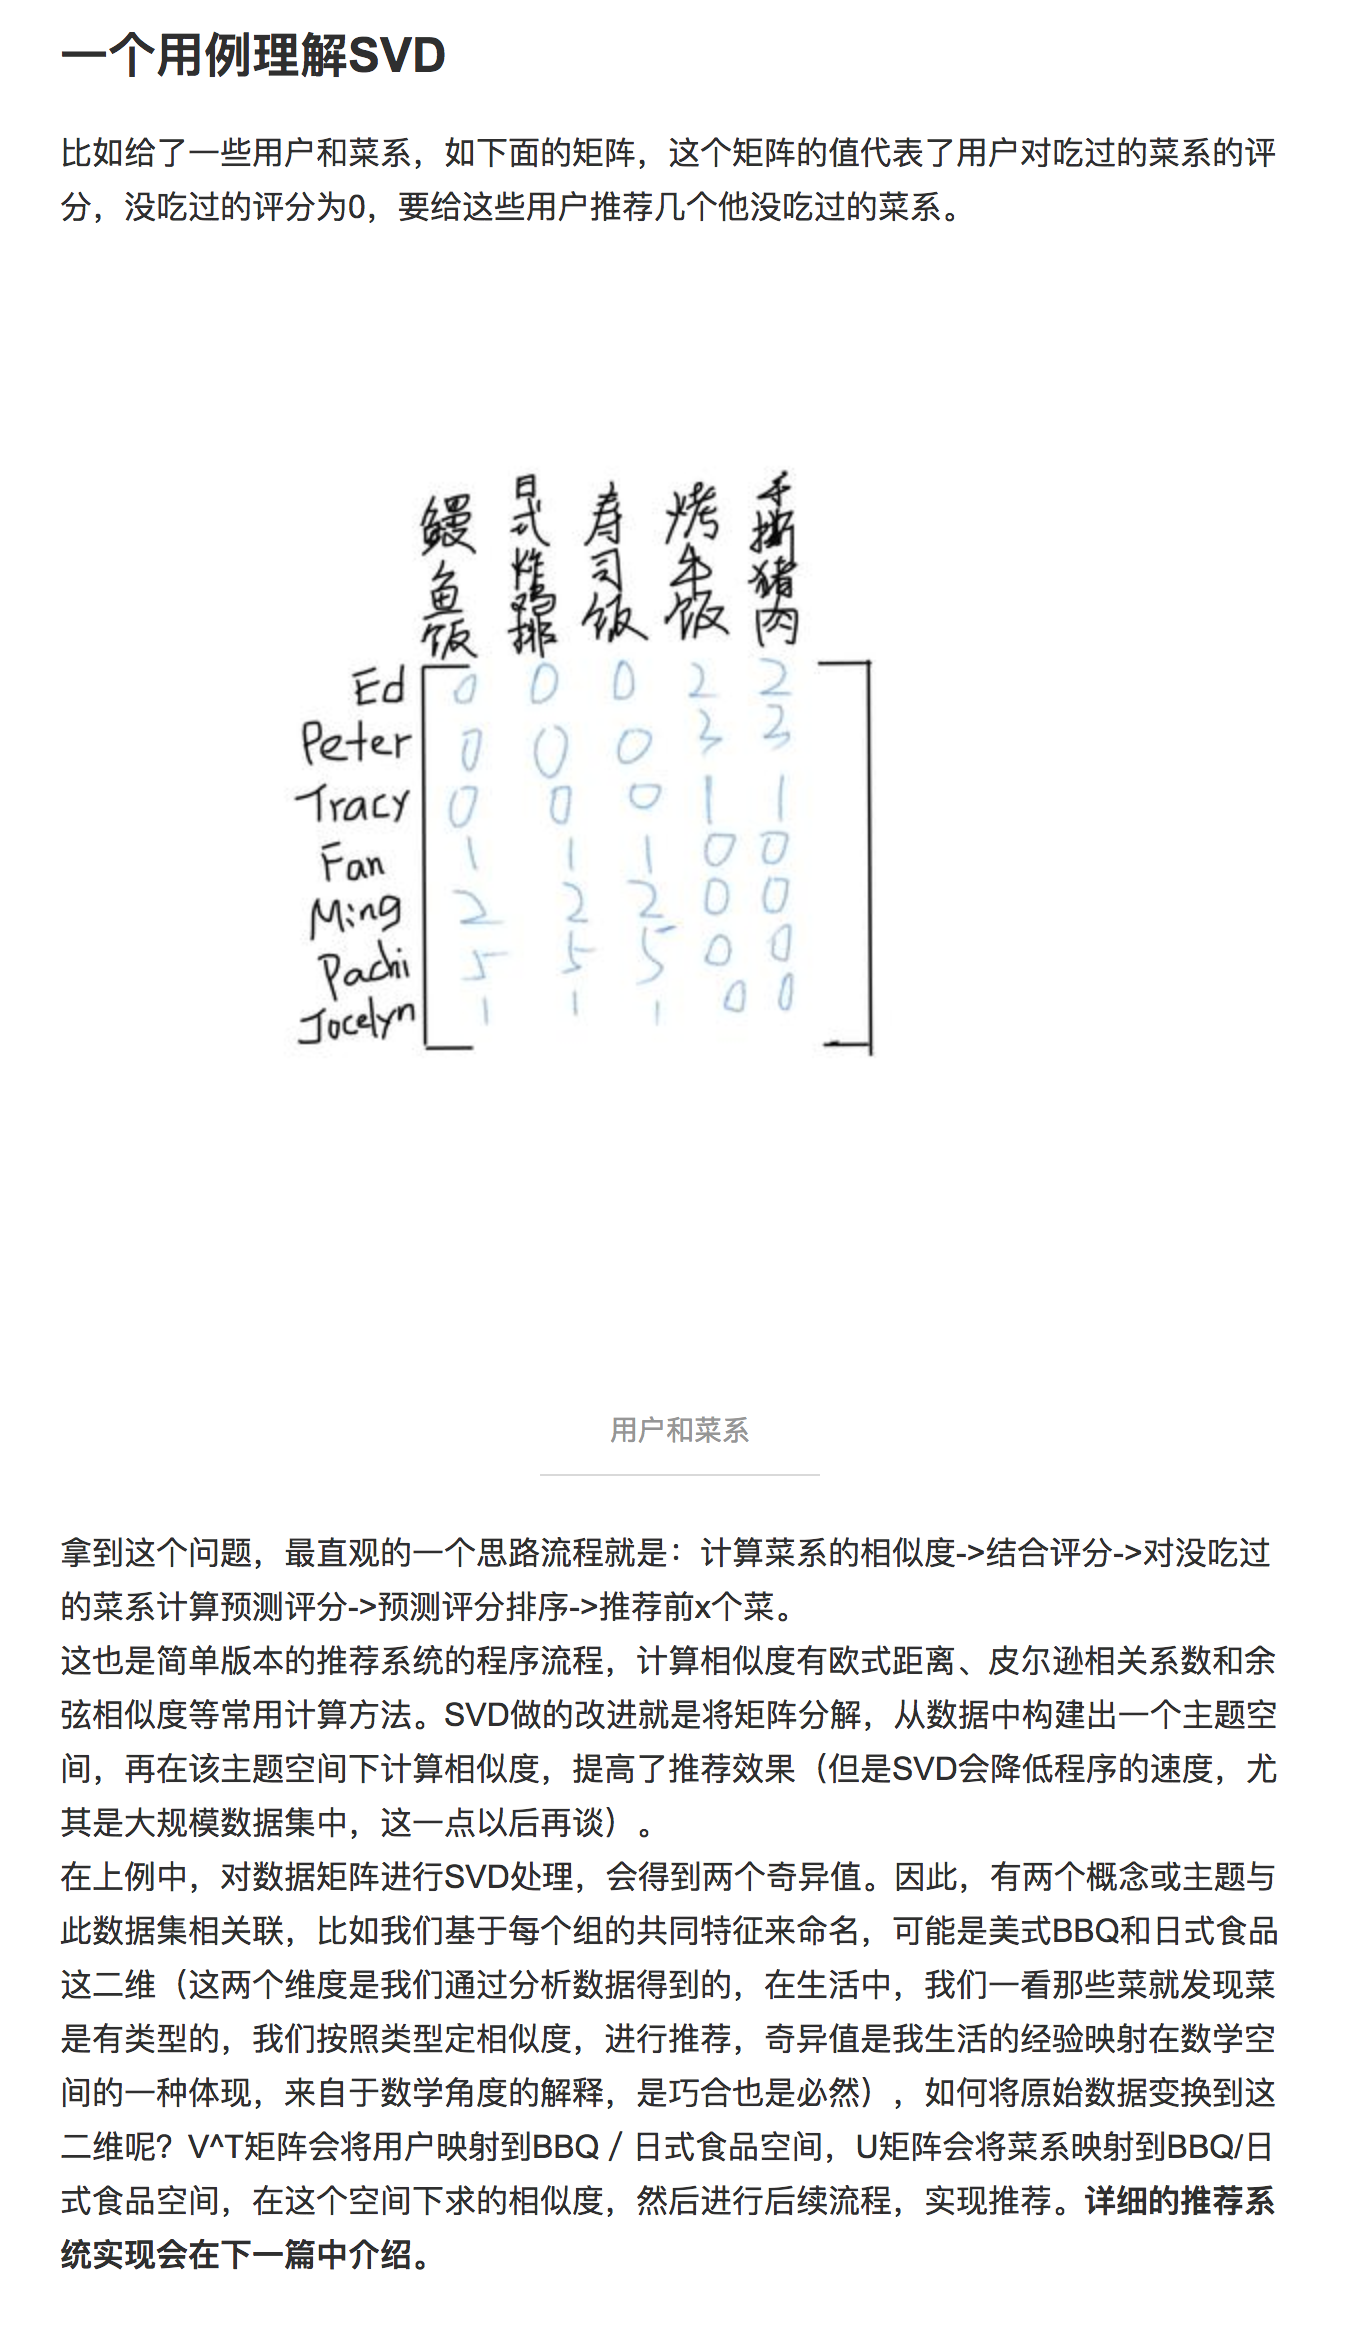 一个用例理解SVD
比如给了一些用户和菜系，如下面的矩阵，这个矩阵的值代表了用户对吃过的菜系的评
分，没吃过的评分为0，要给这些用户推荐几个他没吃过的菜系。
鳗鱼饭 日式炸鸡排 寿司饭 烤牛饭 手撕猪肉
Ed 0 0 0 2 2
Peter 0 0 0 3 3
Tracy 0 0 0 1 1
Fan 1 1 1 0 0
Ming 2 2 2 0 0
Pachi 5 5 5 0 0
Jocelyn 1 1 1 0 0
用户和菜系
拿到这个问题，最直观的一个思路流程就是：计算菜系的相似度->结合评分->对没吃过
的菜系计算预测评分->预测评分排序->推荐前x个菜。
这也是简单版本的推荐系统的程序流程，计算相似度有欧式距离、皮尔逊相关系数和余
弦相似度等常用计算方法。SVD做的改进就是将矩阵分解，从数据中构建出一个主题空
间，再在该主题空间下计算相似度，提高了推荐效果（但是SVD会降低程序的速度，尤
其是大规模数据集中，这一点以后再谈）。
在上例中，对数据矩阵进行SVD处理，会得到两个奇异值。因此，有两个概念或主题与
此数据集相关联，比如我们基于每个组的共同特征来命名，可能是美式BBQ和日式食品
这二维（这两个维度是我们通过分析数据得到的，在生活中，我们一看那些菜就发现菜
是有类型的，我们按照类型定相似度，进行推荐，奇异值是我生活的经验映射在数学空
间的一种体现，来自于数学角度的解释，是巧合也是必然），如何将原始数据变换到这
二维呢？V^T矩阵会将用户映射到BBQ／日式食品空间，U矩阵会将菜系映射到BBQ/日
式食品空间，在这个空间下求的相似度，然后进行后续流程，实现推荐。详细的推荐系
统实现会在下一篇中介绍。